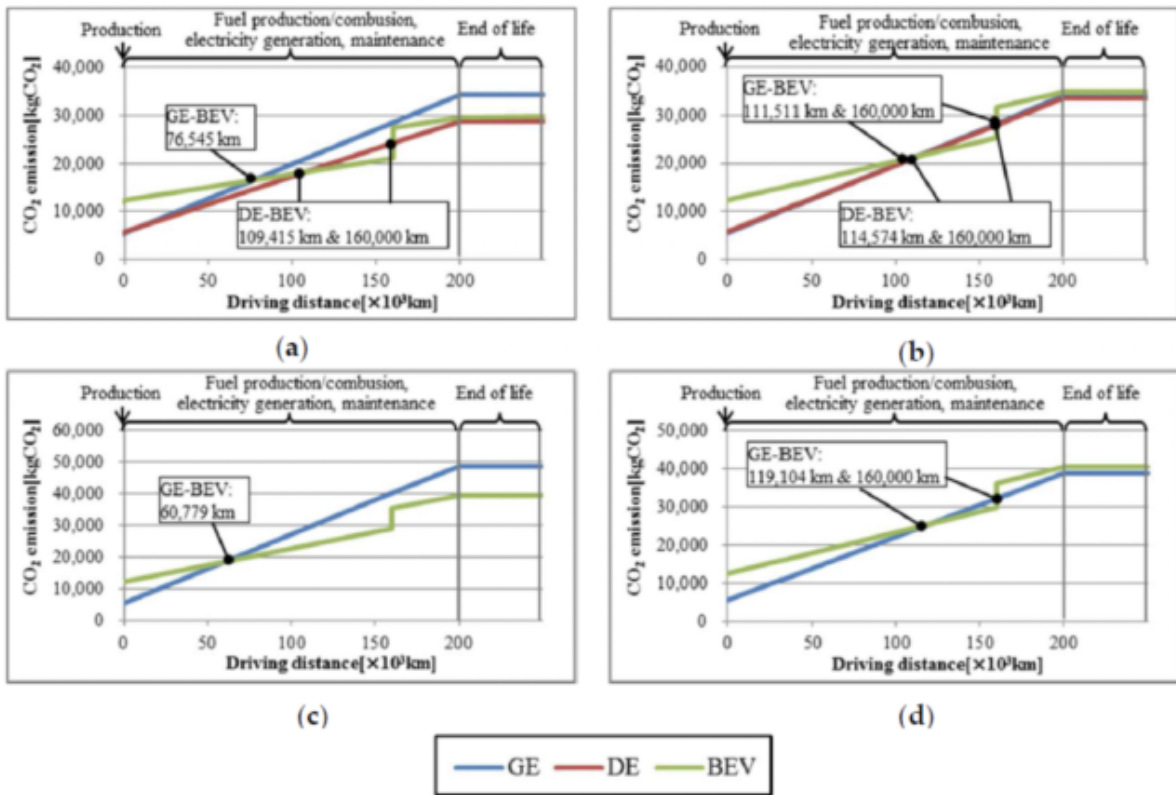 Production
Fuel production/combusion,
electricity generation, maintenance
End of life
CO₂ emission[kgCO₂]
40,000
30,000
20,000
10,000
0
GE-BEV:
76,545 km
DE-BEV:
109,415 km & 160,000 km
0 50 100 150 200
Driving distance[×10³km]
(a)
Production
Fuel production/combusion,
electricity generation, maintenance
End of life
CO₂ emission[kgCO₂]
40,000
30,000
20,000
10,000
0
GE-BEV:
111,511 km & 160,000 km
DE-BEV:
114,574 km & 160,000 km
0 50 100 150 200
Driving distance[×10³km]
(b)
Production
Fuel production/combusion,
electricity generation, maintenance
End of life
CO₂ emission[kgCO₂]
60,000
50,000
40,000
30,000
20,000
10,000
0
GE-BEV:
60,779 km
0 50 100 150 200
Driving distance[×10³km]
(c)
Production
Fuel production/combusion,
electricity generation, maintenance
End of life
CO₂ emission[kgCO₂]
50,000
40,000
30,000
20,000
10,000
0
GE-BEV:
119,104 km & 160,000 km
0 50 100 150 200
Driving distance[×10³km]
(d)
GE DE BEV